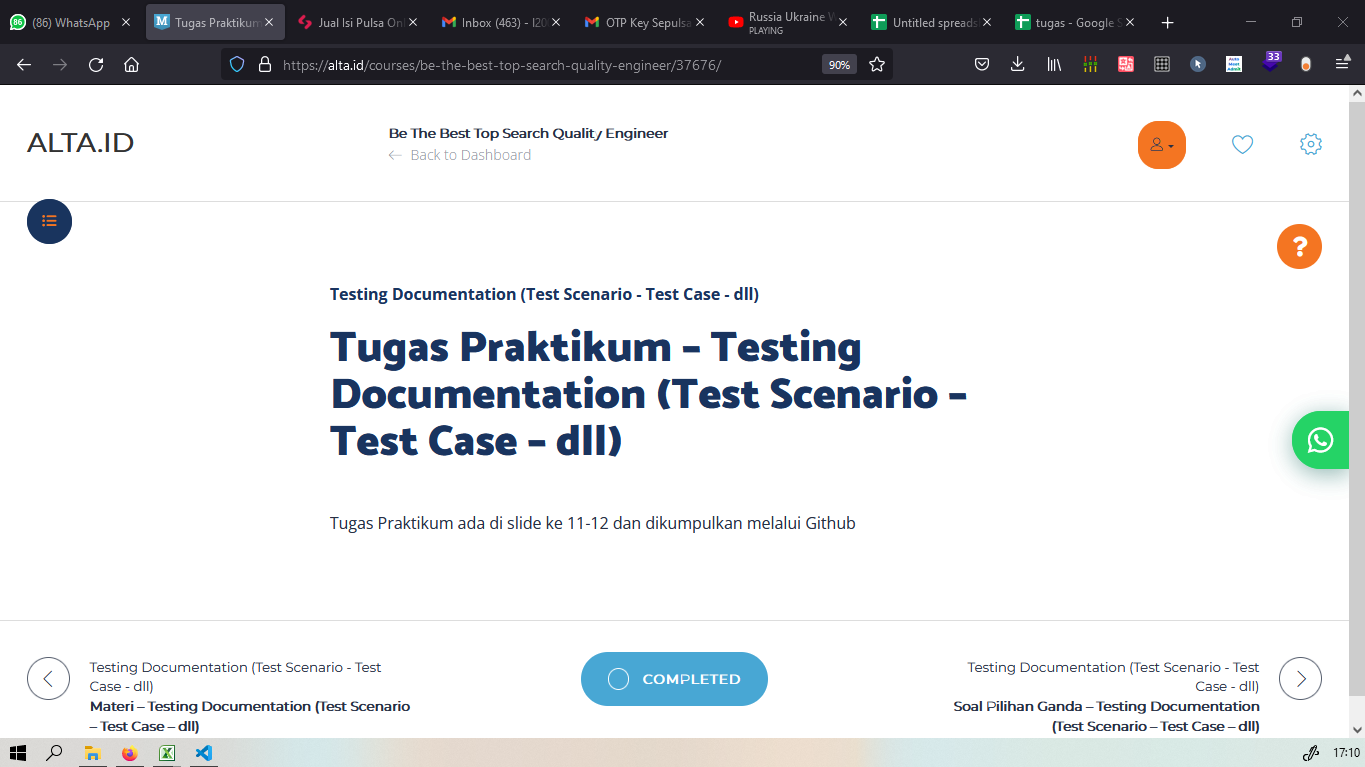 86
(86) WhatsApp
M
Tugas Praktikum
Jual Isi Pulsa Onl
Inbox (463) - I20
OTP Key Sepulsa
Russia Ukraine W
PLAYING
Untitled spreads
tugas - Google S
https://alta.id/courses/be-the-best-top-search-quality-engineer/37676/
90%
33
ALTA.ID
Be The Best Top Search Quality Engineer
Back to Dashboard
?
Testing Documentation (Test Scenario - Test Case - dll)
Tugas Praktikum – Testing
Documentation (Test Scenario –
Test Case – dll)
Tugas Praktikum ada di slide ke 11-12 dan dikumpulkan melalui Github
Testing Documentation (Test Scenario - Test
Case - dll)
Materi – Testing Documentation (Test Scenario
– Test Case – dll)
COMPLETED
Testing Documentation (Test Scenario - Test
Case - dll)
Soal Pilihan Ganda – Testing Documentation
(Test Scenario – Test Case – dll)
17:10